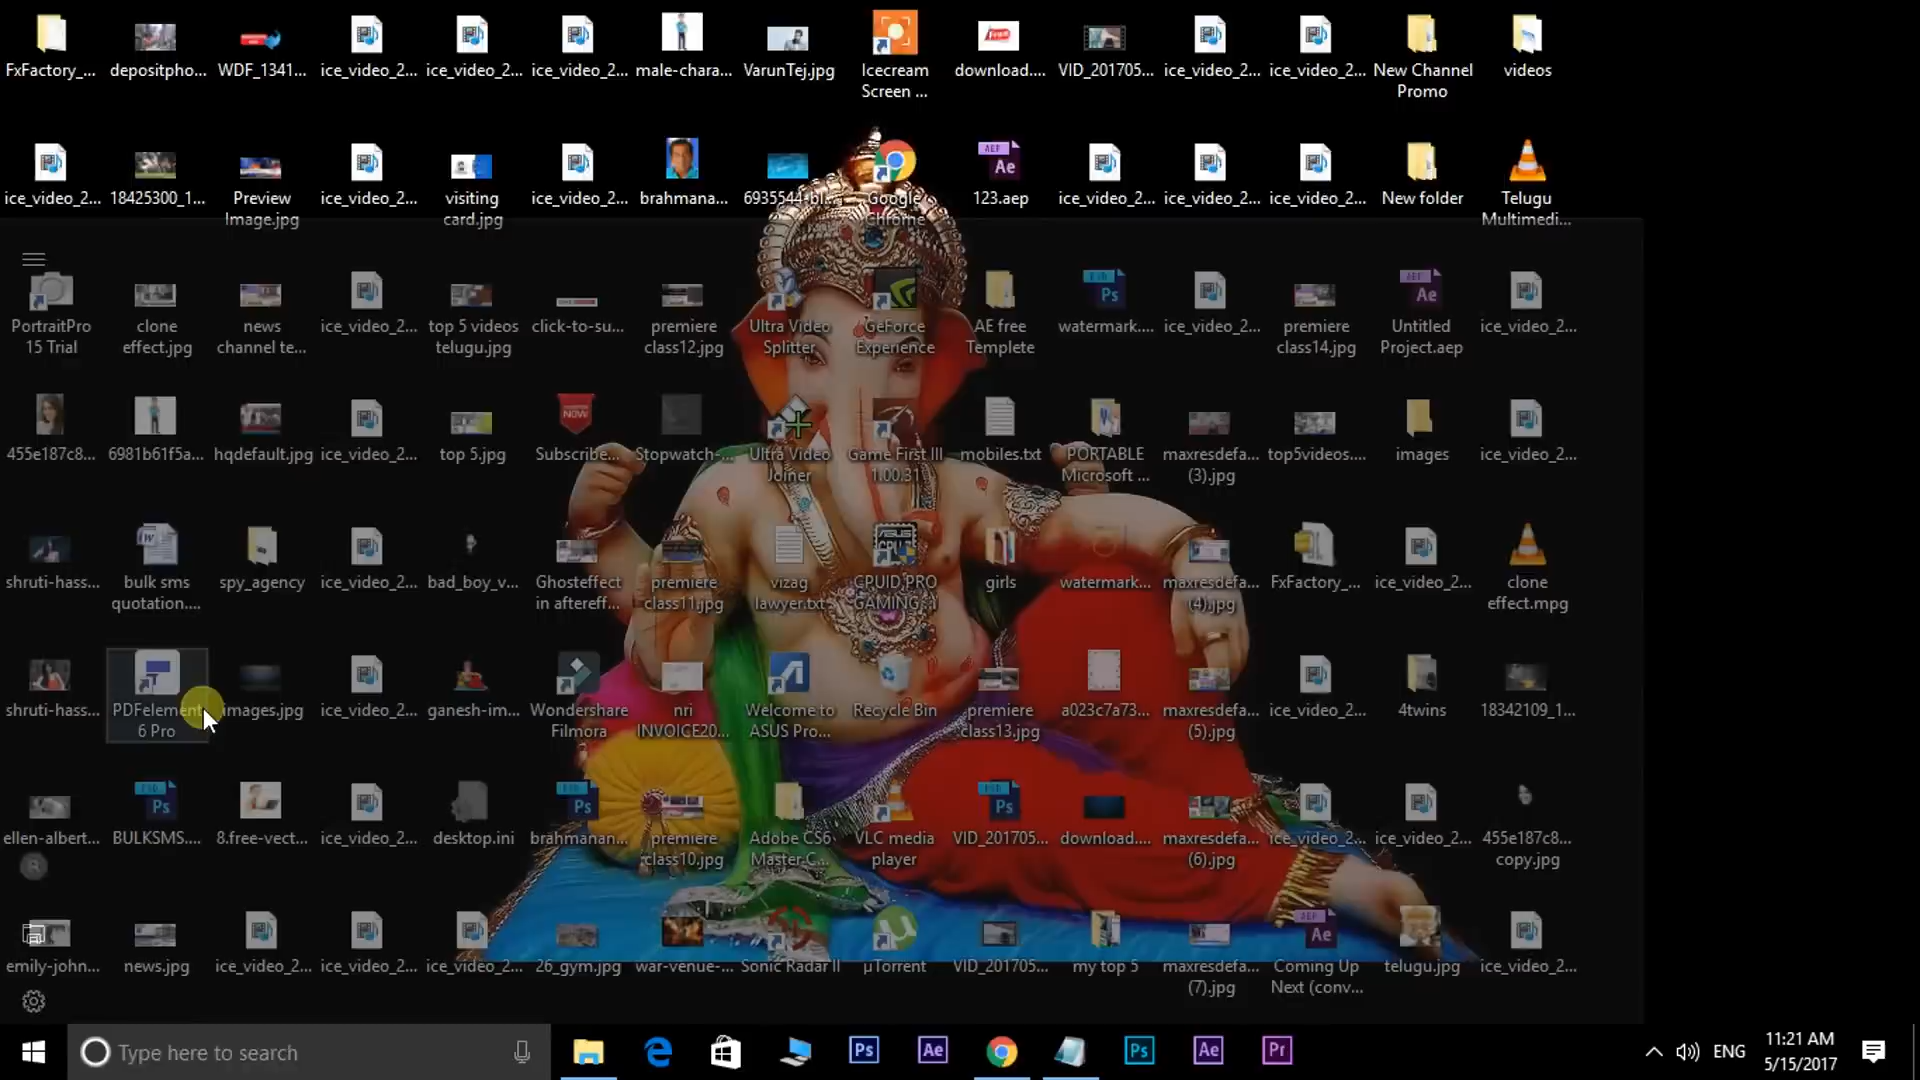 FxFactory_...
depositpho...
WDF_1341...
ice_video_2...
ice_video_2...
ice_video_2...
male-chara...
VarunTej.jpg
Icecream
Screen ...
download....
VID_201705...
ice_video_2...
ice_video_2...
New Channel
Promo
videos
ice_video_2...
18425300_1...
Preview
Image.jpg
ice_video_2...
visiting
card.jpg
ice_video_2...
brahmana...
6935544-bl...
Google
Chrome
123.aep
ice_video_2...
ice_video_2...
ice_video_2...
New folder
Telugu
Multimedi...
PortraitPro
15 Trial
clone
effect.jpg
news
channel te...
ice_video_2...
top 5 videos
telugu.jpg
click-to-su...
premiere
class12.jpg
Ultra Video
Splitter
GeForce
Experience
AE free
Templete
watermark....
ice_video_2...
premiere
class14.jpg
Untitled
Project.aep
ice_video_2...
455e187c8...
6981b61f5a...
hqdefault.jpg
ice_video_2...
top 5.jpg
Subscribe...
Stopwatch-...
Ultra Video
Joiner
Game First III
1.00.31
mobiles.txt
PORTABLE
Microsoft ...
maxresdefa...
(3).jpg
top5videos....
images
ice_video_2...
shruti-hass...
bulk sms
quotation....
spy_agency
ice_video_2...
bad_boy_v...
Ghosteffect
in aftereff...
premiere
class11.jpg
vizag
lawyer.txt
CPUID PRO
GAMING ...
girls
watermark...
maxresdefa...
(4).jpg
FxFactory_...
ice_video_2...
clone
effect.mpg
shruti-hass...
PDFelement
6 Pro
images.jpg
ice_video_2...
ganesh-im...
Wondershare
Filmora
nri
INVOICE20...
Welcome to
ASUS Pro...
Recycle Bin
premiere
class13.jpg
a023c7a73...
maxresdefa...
(5).jpg
ice_video_2...
4twins
18342109_1...
ellen-albert...
BULKSMS....
8.free-vect...
ice_video_2...
desktop.ini
brahmanan...
premiere
class10.jpg
Adobe CS6
Master C...
VLC media
player
VID_201705...
download....
maxresdefa...
(6).jpg
ice_video_2...
ice_video_2...
455e187c8...
copy.jpg
emily-john...
news.jpg
ice_video_2...
ice_video_2...
ice_video_2...
26_gym.jpg
war-venue-...
Sonic Radar II
µTorrent
VID_201705...
my top 5
maxresdefa...
(7).jpg
Coming Up
Next (conv...
telugu.jpg
ice_video_2...
Type here to search
Ps
Ae
Ps
Ae
Pr
ENG
11:21 AM
5/15/2017